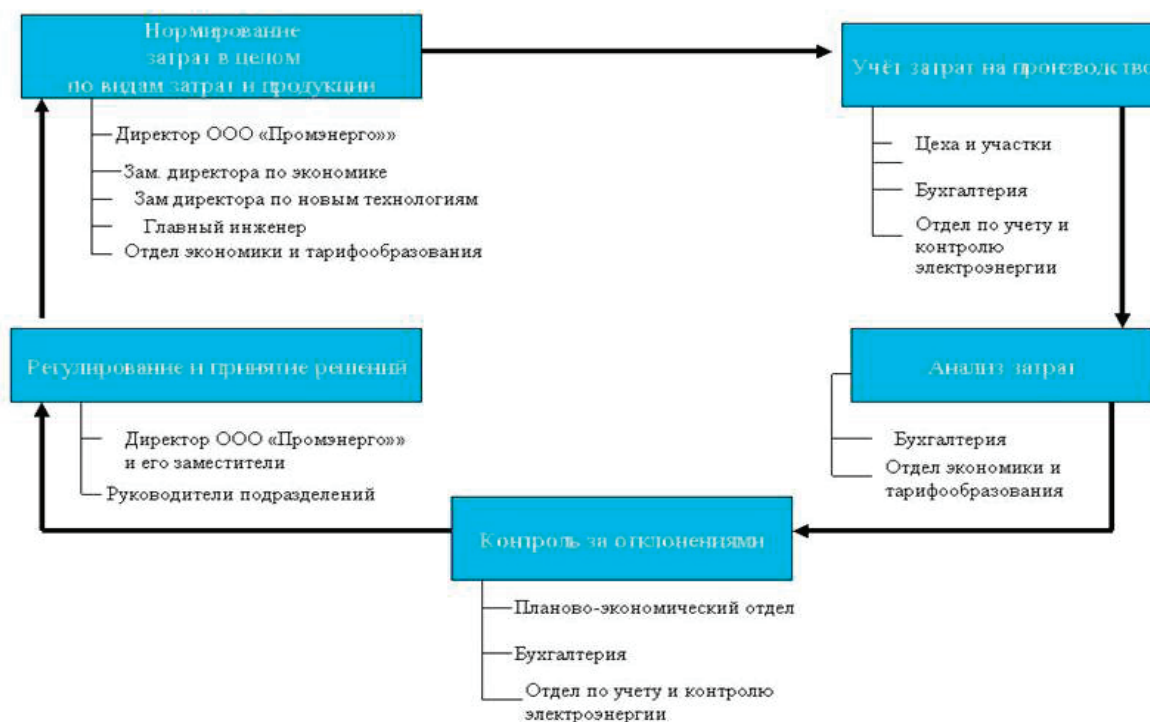 Нормирование
затрат в целом
по видам затрат и продукции
Директор ООО «Промэнерго»»
Зам. директора по экономике
Зам директора по новым технологиям
Главный инженер
Отдел экономики и тарифообразования
Учёт затрат на производство
Цеха и участки
Бухгалтерия
Отдел по учету и
контролю
электроэнергии
Анализ затрат
Бухгалтерия
Отдел экономики и
тарифообразования
Контроль за отклонениями
Планово-экономический отдел
Бухгалтерия
Отдел по учету и контролю
электроэнергии
Регулирование и принятие решений
Директор ООО «Промэнерго»»
и его заместители
Руководители подразделений